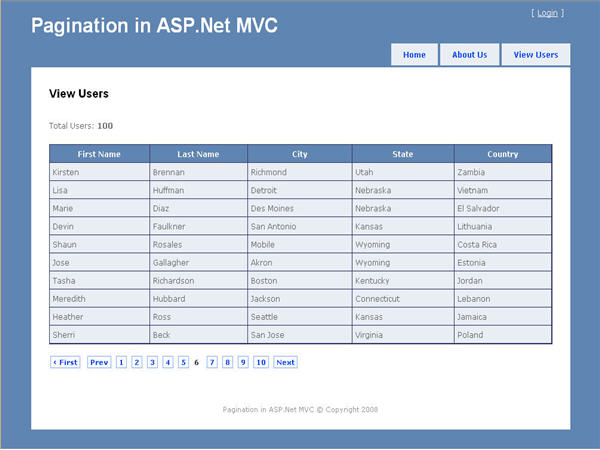 [ Login ]
Pagination in ASP.Net MVC
Home About Us View Users
View Users
Total Users: 100
First Name Last Name City State Country
Kirsten Brennan Richmond Utah Zambia
Lisa Huffman Detroit Nebraska Vietnam
Marie Diaz Des Moines Nebraska El Salvador
Devin Faulkner San Antonio Kansas Lithuania
Shaun Rosales Mobile Wyoming Costa Rica
Jose Gallagher Akron Wyoming Estonia
Tasha Richardson Boston Kentucky Jordan
Meredith Hubbard Jackson Connecticut Lebanon
Heather Ross Seattle Kansas Jamaica
Sherri Beck San Jose Virginia Poland
‹ First Prev 1 2 3 4 5 6 7 8 9 10 Next
Pagination in ASP.Net MVC © Copyright 2008